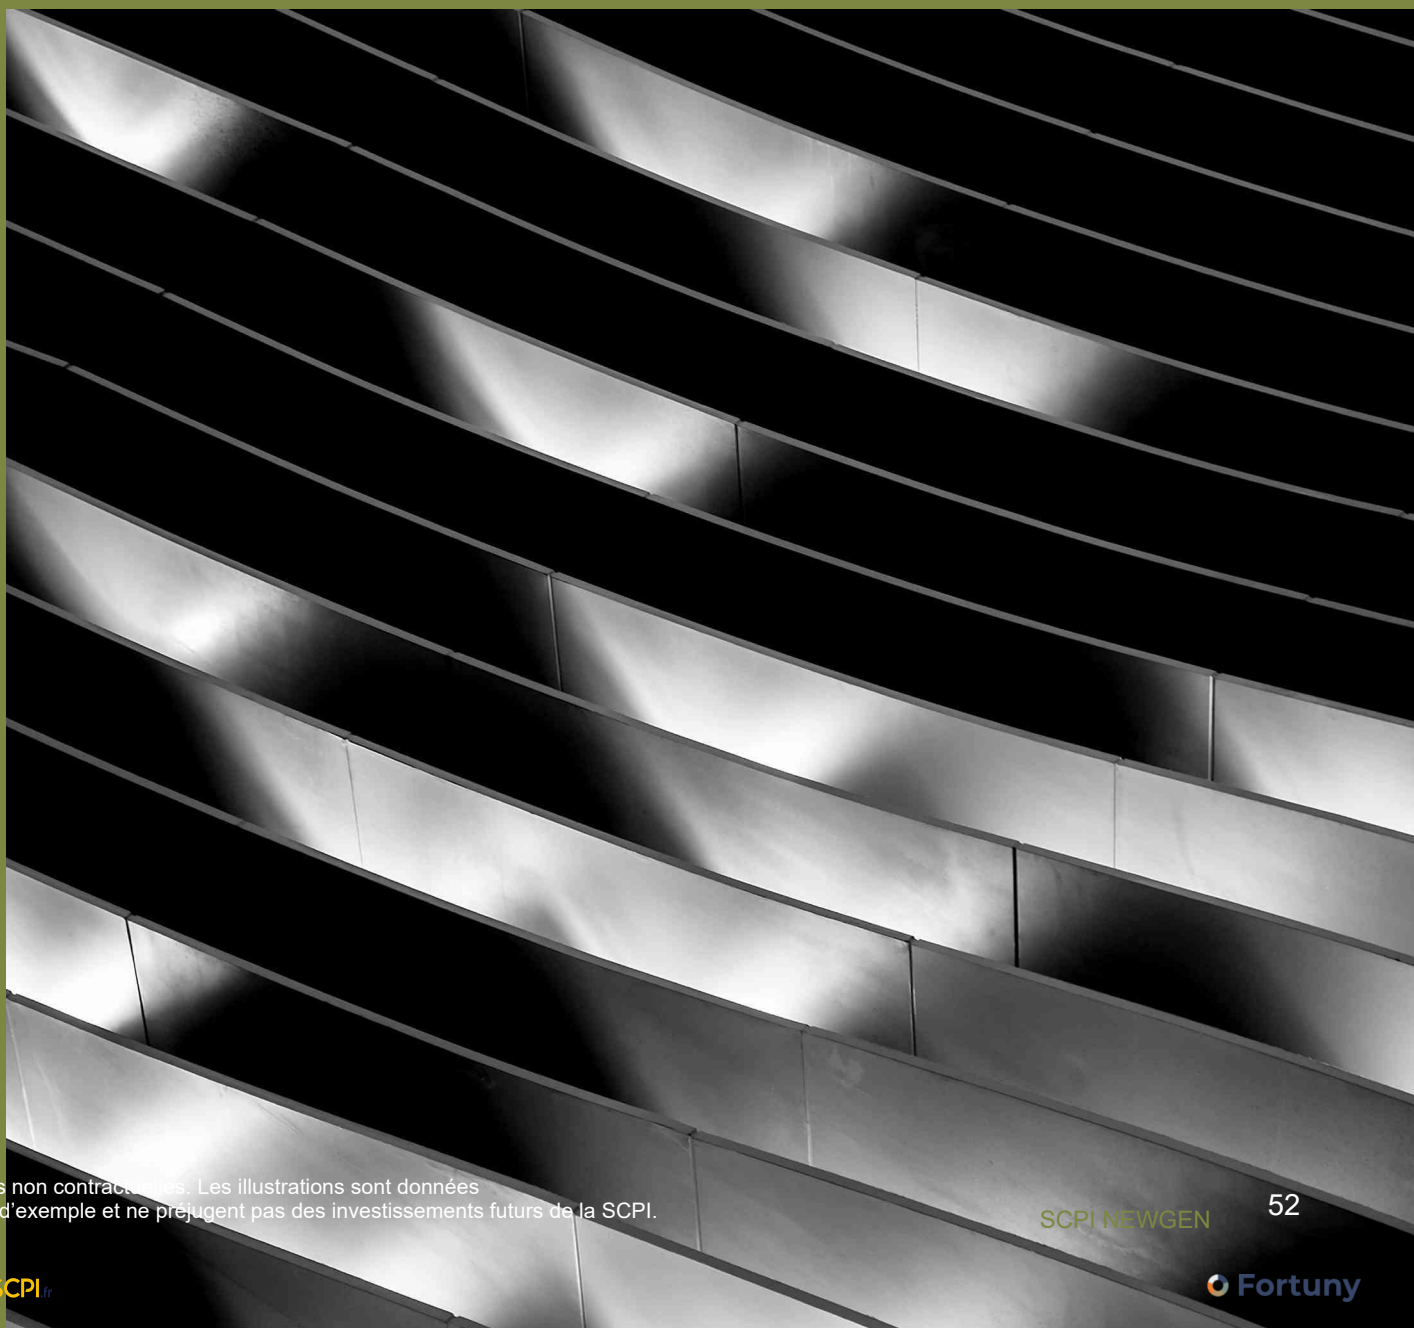 s non contractuelles. Les illustrations sont données
d'exemple et ne préjugent pas des investissements futurs de la SCPI.
SCPI NEWGEN
52
SCPI.fr
Fortuny